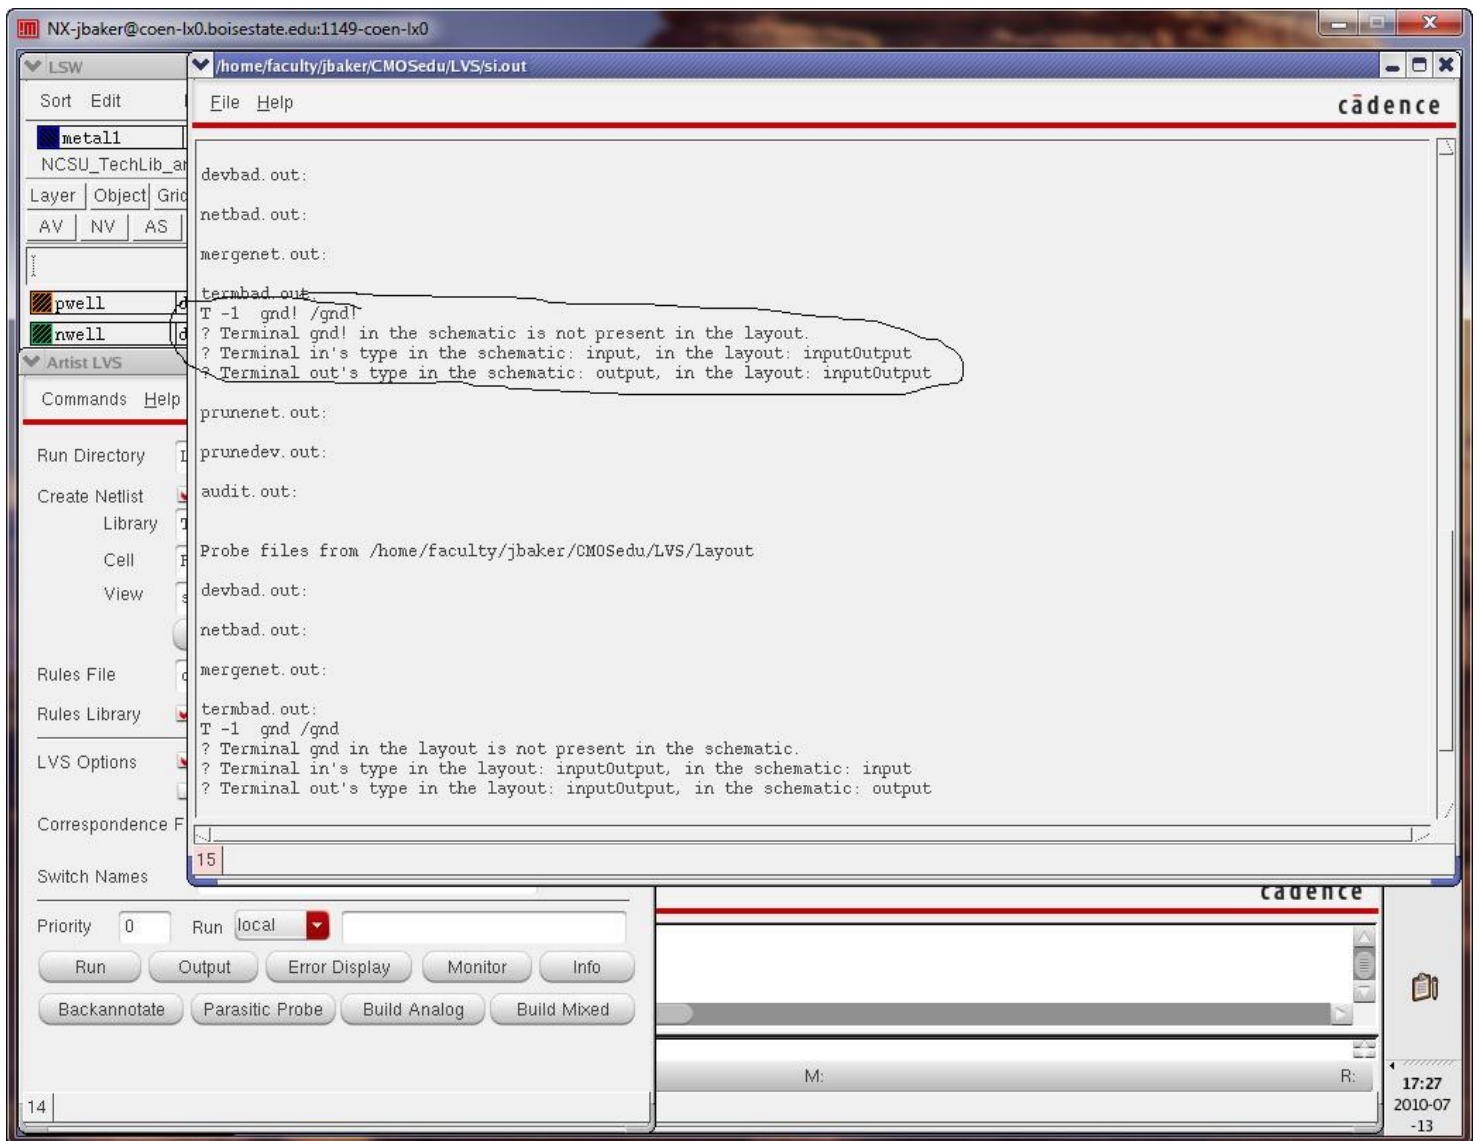 NX-jbaker@coen-lx0.boisestate.edu:1149-coen-lx0
LSW
/home/faculty/jbaker/CMOSedu/LVS/si.out
Sort Edit
File Help
cādence
metal1
NCSU_TechLib_
Layer Object Grid
AV NV AS
pwell
nwell
devbad.out:
netbad.out:
mergenet.out:
termbad.out:
T -1 gnd! /gnd!
? Terminal gnd! in the schematic is not present in the layout.
? Terminal in's type in the schematic: input, in the layout: inputOutput
? Terminal out's type in the schematic: output, in the layout: inputOutput
prunenet.out:
prunedev.out:
audit.out:
Probe files from /home/faculty/jbaker/CMOSedu/LVS/layout
devbad.out:
netbad.out:
mergenet.out:
termbad.out:
T -1 gnd /gnd
? Terminal gnd in the layout is not present in the schematic.
? Terminal in's type in the layout: inputOutput, in the schematic: input
? Terminal out's type in the layout: inputOutput, in the schematic: output
15
Artist LVS
Commands Help
Run Directory
Create Netlist
Library
Cell
View
Rules File
Rules Library
LVS Options
Correspondence F
Switch Names
Priority 0 Run local
Run Output Error Display Monitor Info
Backannotate Parasitic Probe Build Analog Build Mixed
14
cadence
M: R:
17:27
2010-07
-13